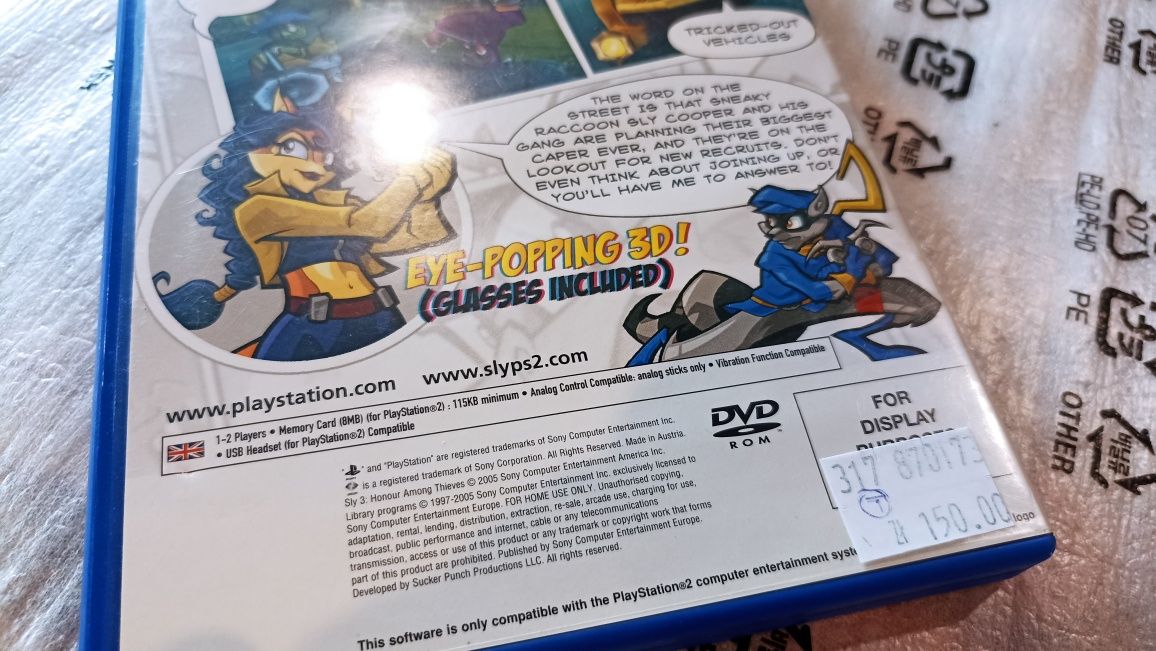 TRICKED-OUT
VEHICLES
THE WORD ON THE
STREET IS THAT SNEAKY
RACCOON SLY COOPER AND HIS
GANG ARE PLANNING THEIR BIGGEST
CAPER EVER, AND THEY'RE ON THE
LOOKOUT FOR NEW RECRUITS. DON'T
EVEN THINK ABOUT JOINING UP, OR
YOU'LL HAVE ME TO ANSWER TO!
EYE-POPPING 3D!
(GLASSES INCLUDED)
www.playstation.com www.slyps2.com
1-2 Players • Memory Card (8MB) (for PlayStation®2) : 115KB minimum • Analog Control Compatible: analog sticks only • Vibration Function Compatible
• USB Headset (for PlayStation®2) Compatible
" " and "PlayStation" are registered trademarks of Sony Computer Entertainment Inc.
" " is a registered trademark of Sony Corporation. All Rights Reserved. Made in Austria.
Sly 3: Honour Among Thieves © 2005 Sony Computer Entertainment America Inc.
Library programs © 1997-2005 Sony Computer Entertainment Inc. exclusively licensed to
Sony Computer Entertainment Europe. FOR HOME USE ONLY. Unauthorised copying,
adaptation, rental, lending, distribution, extraction, re-sale, arcade use, charging for use,
broadcast, public performance and internet, cable or any telecommunications
transmission, access or use of this product or any trademark or copyright work that forms
part of this product are prohibited. Published by Sony Computer Entertainment Europe.
Developed by Sucker Punch Productions LLC. All rights reserved.
DVD
ROM
FOR
DISPLAY
317 870.73
zł 150.00
logo
This software is only compatible with the PlayStation®2 computer entertainment
OTHER
PE
PE-LD/PE-HD
07
PE
OTHER